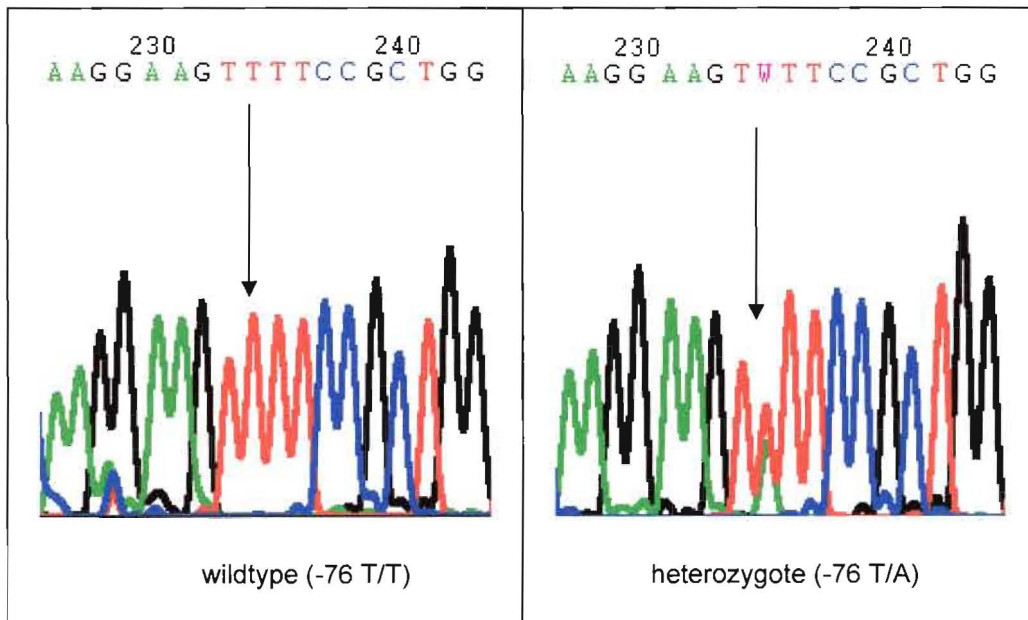 230 240
AAGGAAGTTTTCCGCTGG
wildtype (-76 T/T)
230 240
AAGGAAGTWTTCCGCTGG
heterozygote (-76 T/A)